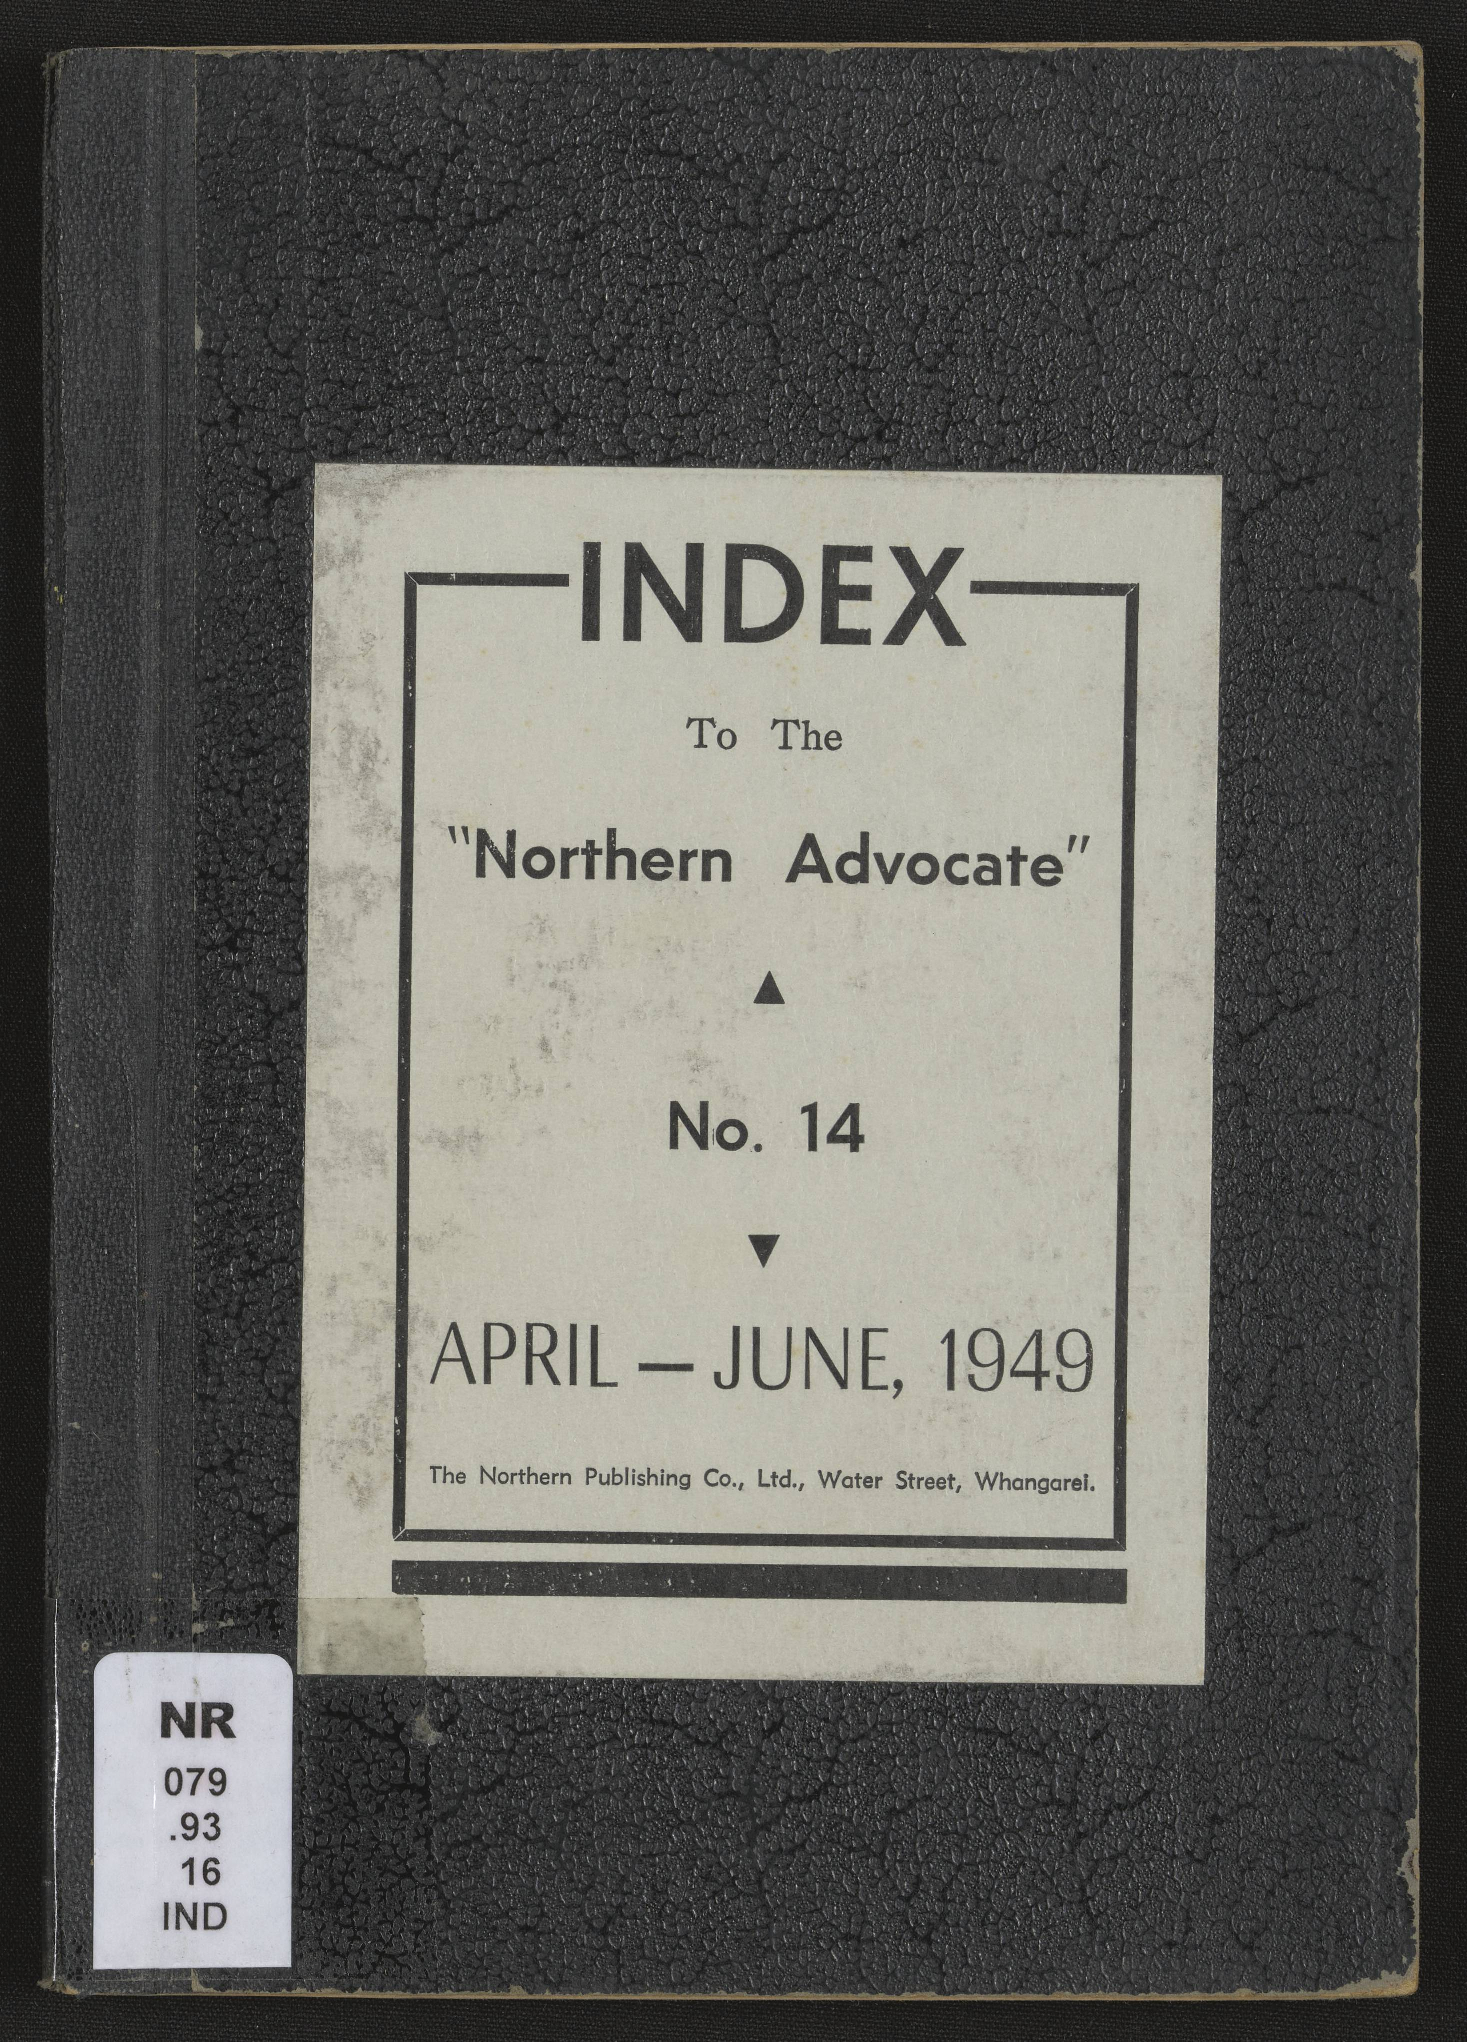 INDEX
To The
"Northern Advocate"
No. 14
APRIL — JUNE, 1949
The Northern Publishing Co., Ltd., Water Street, Whangarei.
NR
079
.93
16
IND